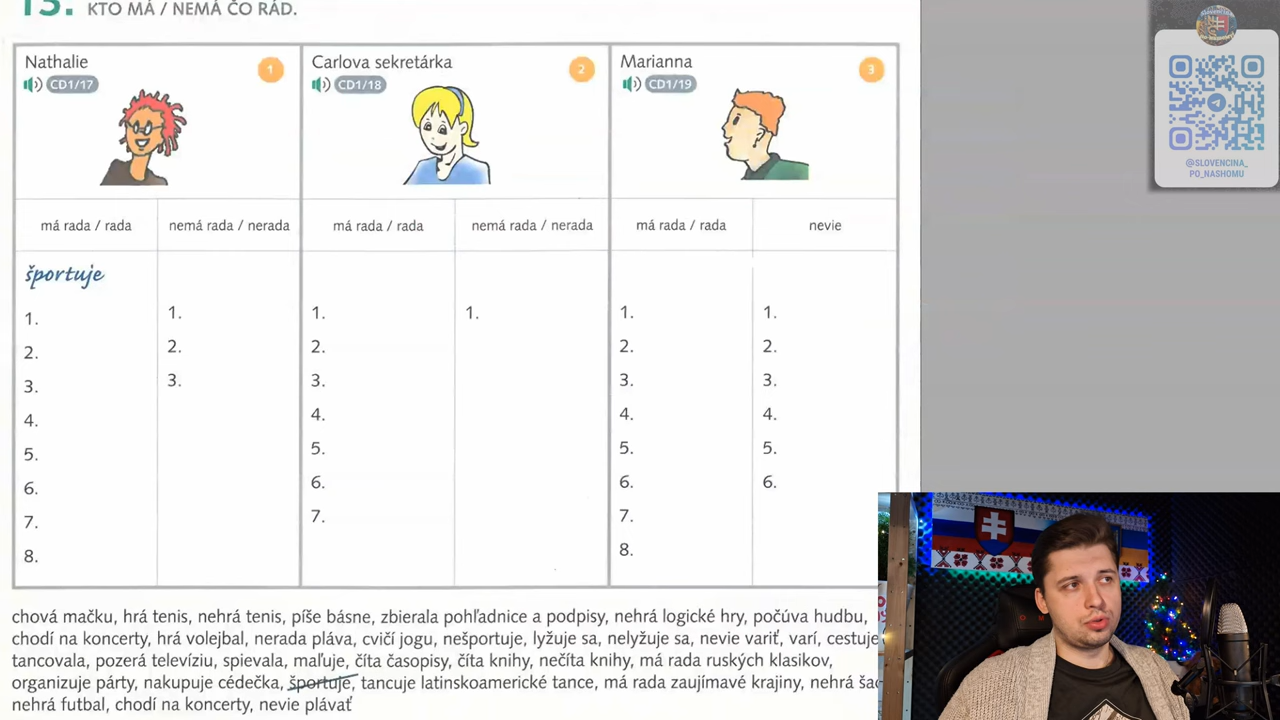 13. KTO MÁ / NEMÁ ČO RÁD.
Nathalie
1
CD1/17
Carlova sekretárka
2
CD1/18
Marianna
3
CD1/19
má rada / rada
nemá rada / nerada
má rada / rada
nemá rada / nerada
má rada / rada
nevie
športuje
1.
2.
3.
4.
5.
6.
7.
8.
1.
2.
3.
1.
2.
3.
4.
5.
6.
7.
1.
1.
2.
3.
4.
5.
6.
7.
8.
1.
2.
3.
4.
5.
6.
chová mačku, hrá tenis, nehrá tenis, píše básne, zbierala pohľadnice a podpisy, nehrá logické hry, počúva hudbu,
chodí na koncerty, hrá volejbal, nerada pláva, cvičí jogu, nešportuje, lyžuje sa, nelyžuje sa, nevie variť, varí, cestuje
tancovala, pozerá televíziu, spievala, maľuje, číta časopisy, číta knihy, nečíta knihy, má rada ruských klasikov,
organizuje párty, nakupuje cédečka, športuje, tancuje latinskoamerické tance, má rada zaujímavé krajiny, nehrá
nehrá futbal, chodí na koncerty, nevie plávať
@SLOVENCINA_
PO_NASHOMU